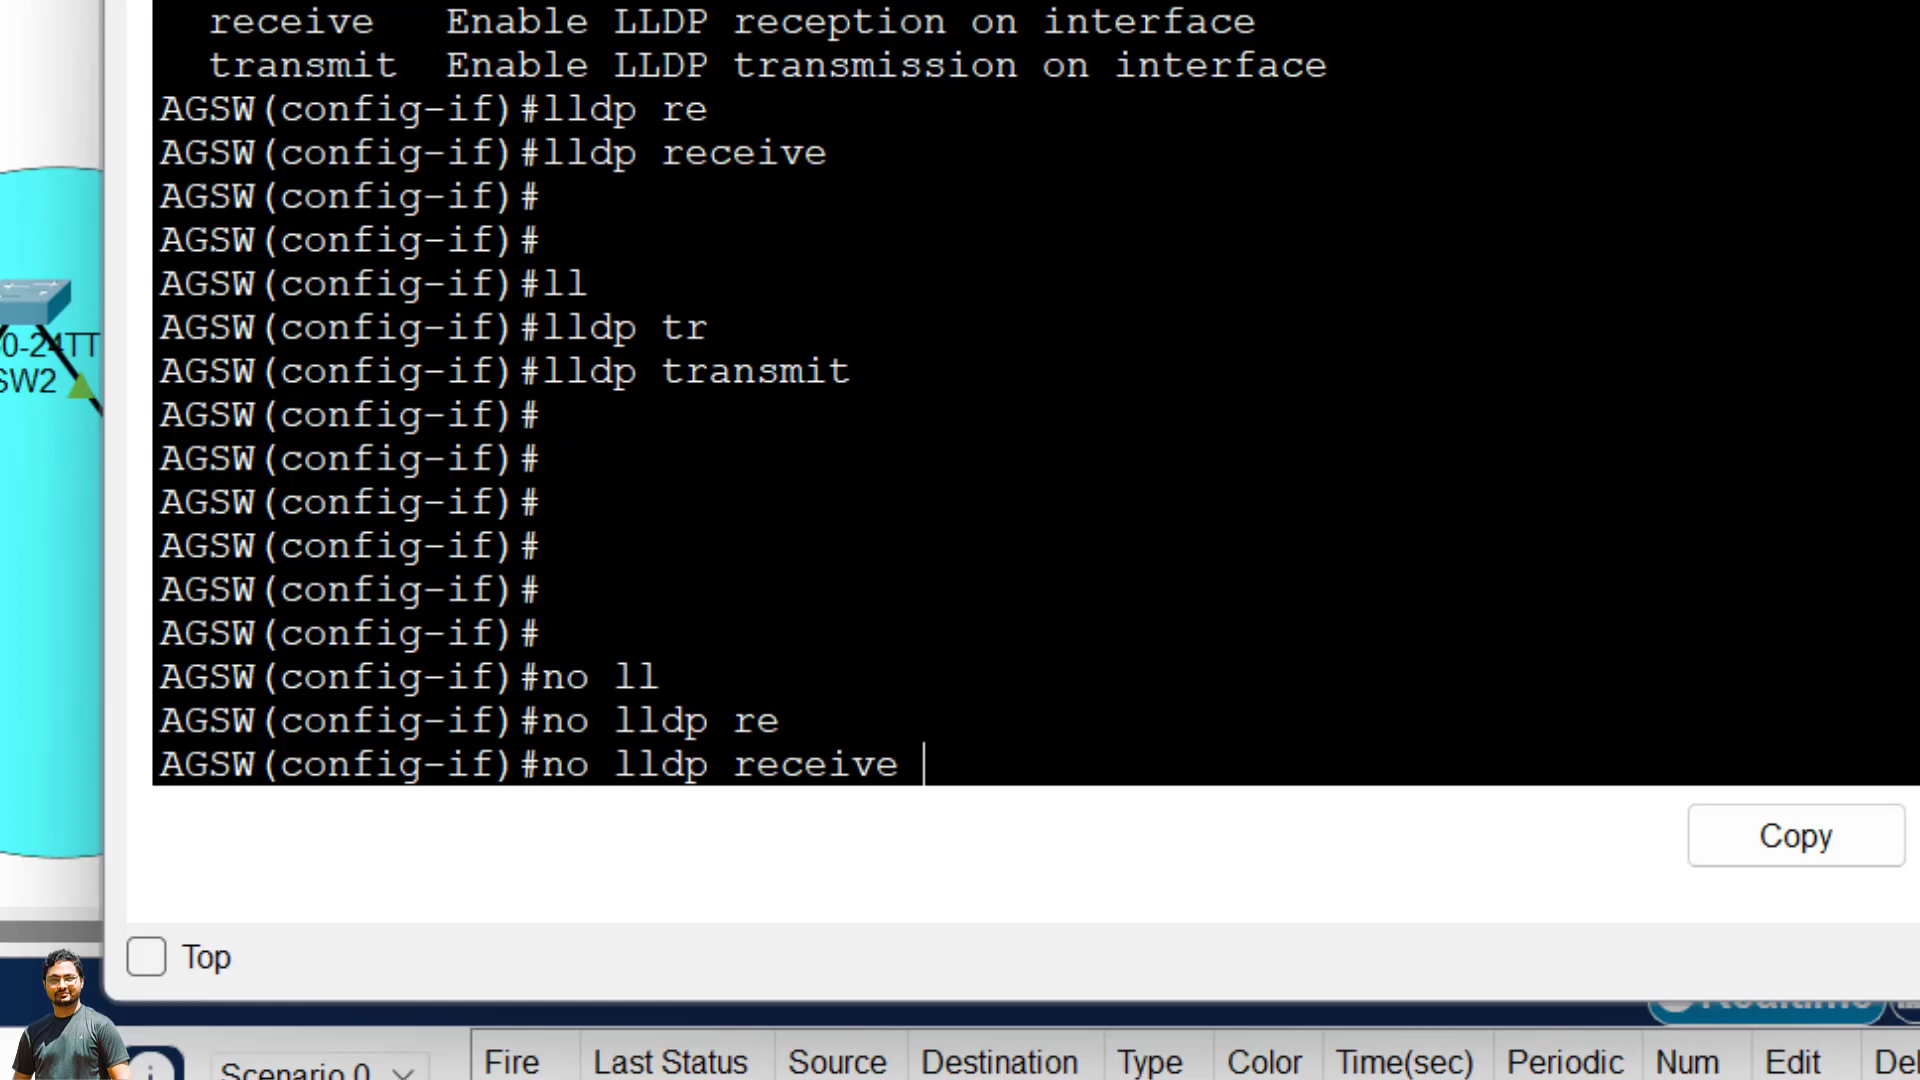 receive Enable LLDP reception on interface
transmit Enable LLDP transmission on interface
AGSW(config-if)#lldp re
AGSW(config-if)#lldp receive
AGSW(config-if)#
AGSW(config-if)#
AGSW(config-if)#ll
AGSW(config-if)#lldp tr
AGSW(config-if)#lldp transmit
AGSW(config-if)#
AGSW(config-if)#
AGSW(config-if)#
AGSW(config-if)#
AGSW(config-if)#
AGSW(config-if)#
AGSW(config-if)#no ll
AGSW(config-if)#no lldp re
AGSW(config-if)#no lldp receive
0-24TT
SW2
Copy
Top
Realtime
Scenario 0
Fire Last Status Source Destination Type Color Time(sec) Periodic Num Edit Del